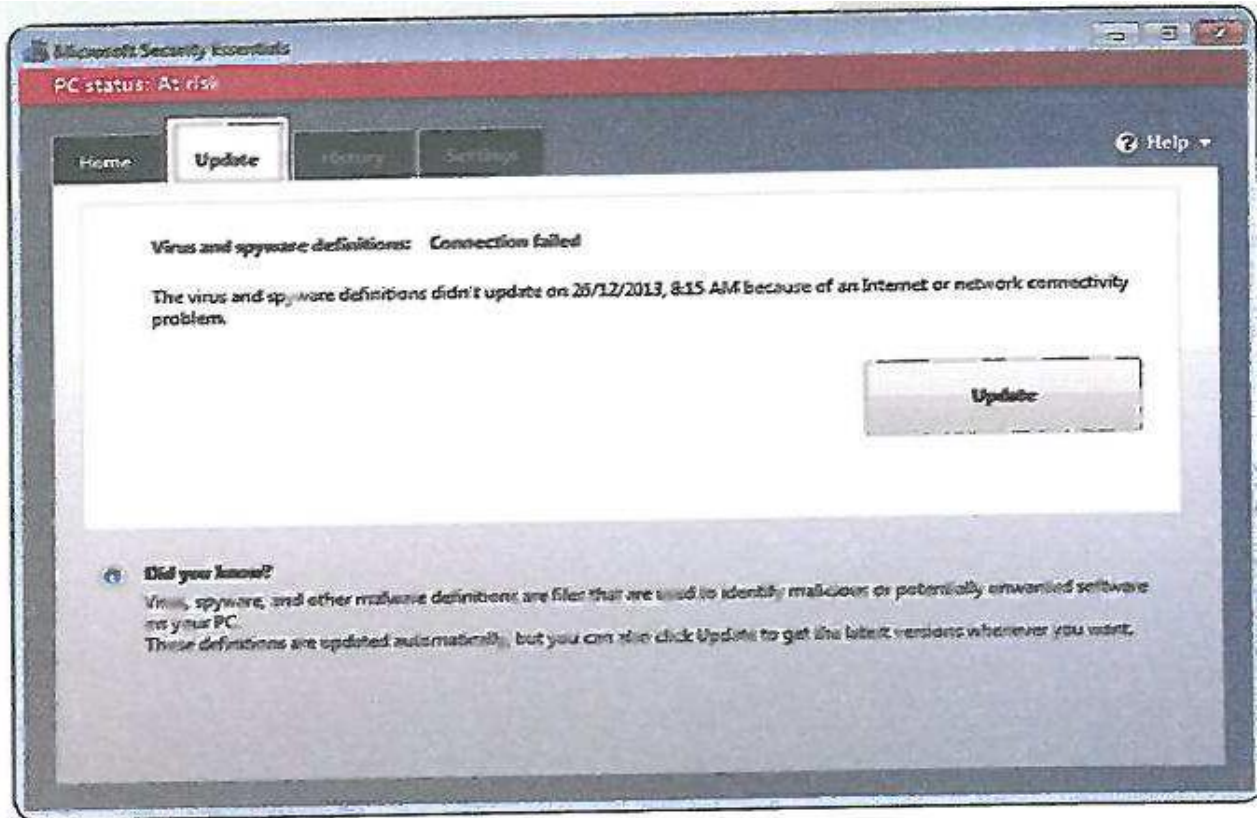 Microsoft Security Essentials
PC status: At risk
Home Update History Settings
Help
Virus and spyware definitions: Connection failed
The virus and spyware definitions didn't update on 26/12/2013, 8:15 AM because of an Internet or network connectivity
problem.
Update
Did you know?
Virus, spyware, and other malware definitions are files that are used to identify malicious or potentially unwanted software
on your PC.
These definitions are updated automatically, but you can also click Update to get the latest versions whenever you want.